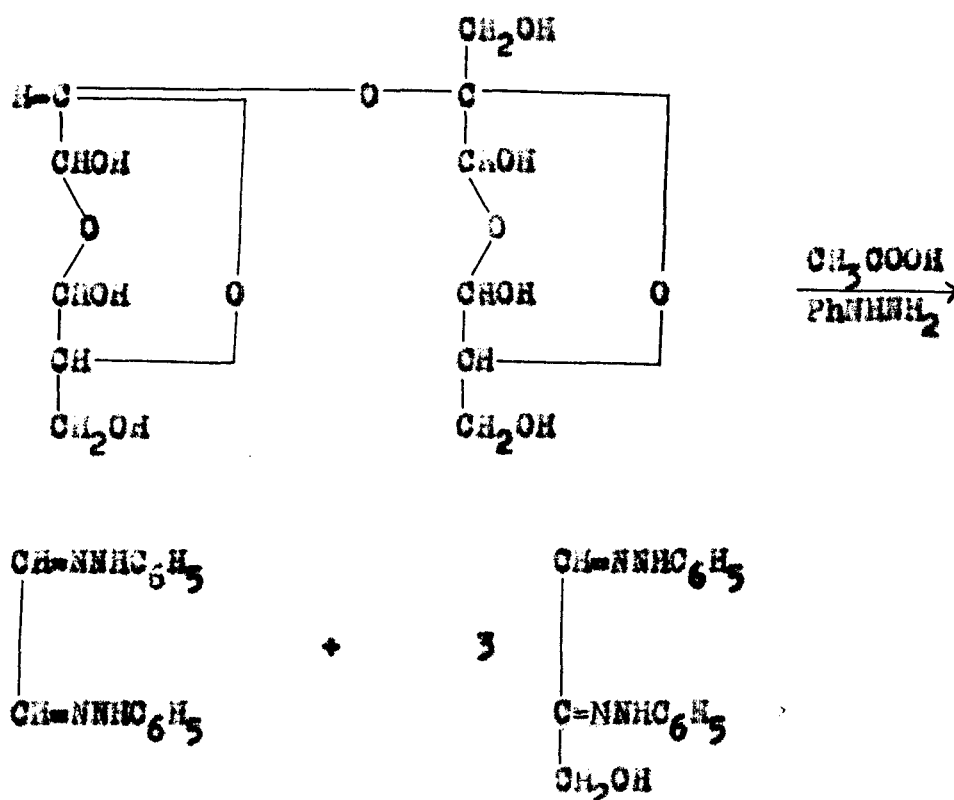 CH2OH
H-C O C
CHOH CHOH
O O
CHOH O CHOH O
CH3COOH
PhNHNH2
CH CH
CH2OH CH2OH
CH=NNHC6H5 CH=NNHC6H5
+ 3
CH=NNHC6H5 C=NNHC6H5
CH2OH